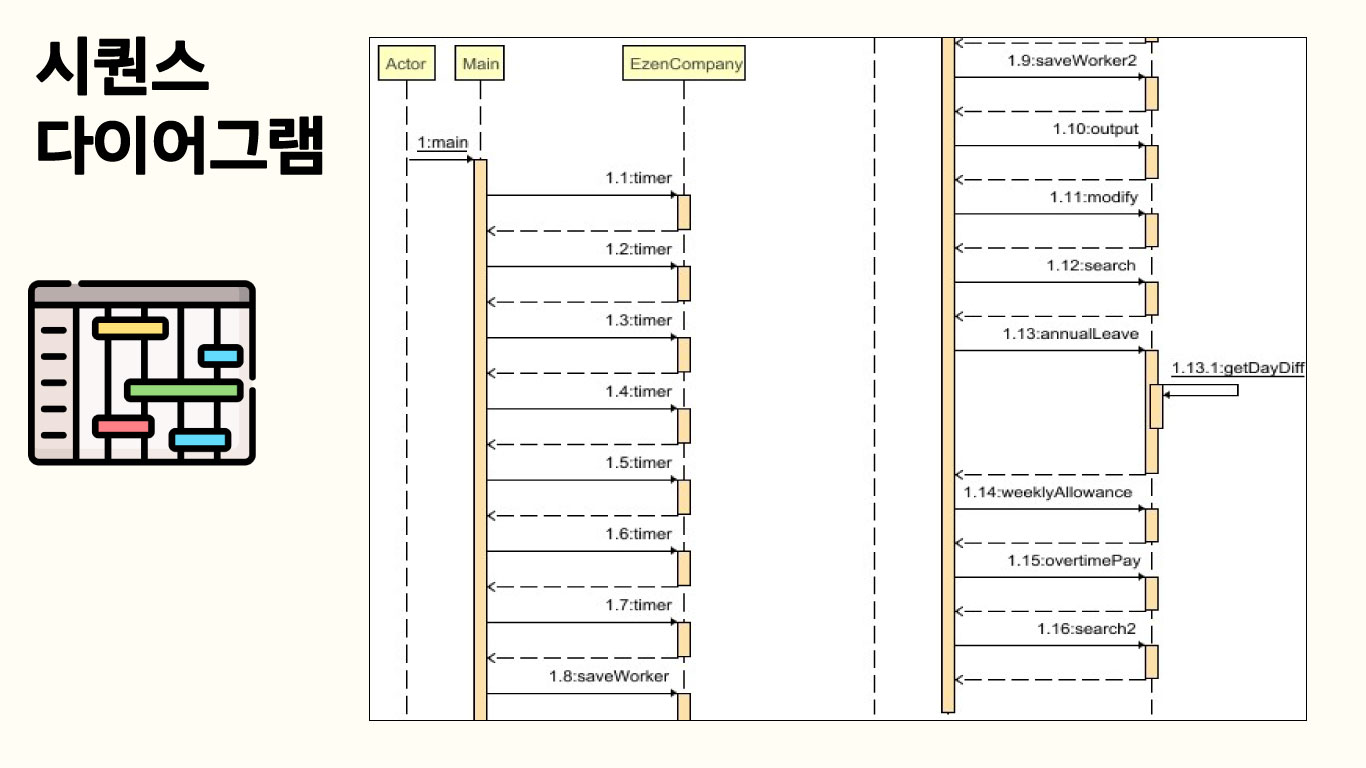 시퀀스
다이어그램
Actor
Main
EzenCompany
1:main
1.1:timer
1.2:timer
1.3:timer
1.4:timer
1.5:timer
1.6:timer
1.7:timer
1.8:saveWorker
1.9:saveWorker2
1.10:output
1.11:modify
1.12:search
1.13:annualLeave
1.13.1:getDayDiff
1.14:weeklyAllowance
1.15:overtimePay
1.16:search2